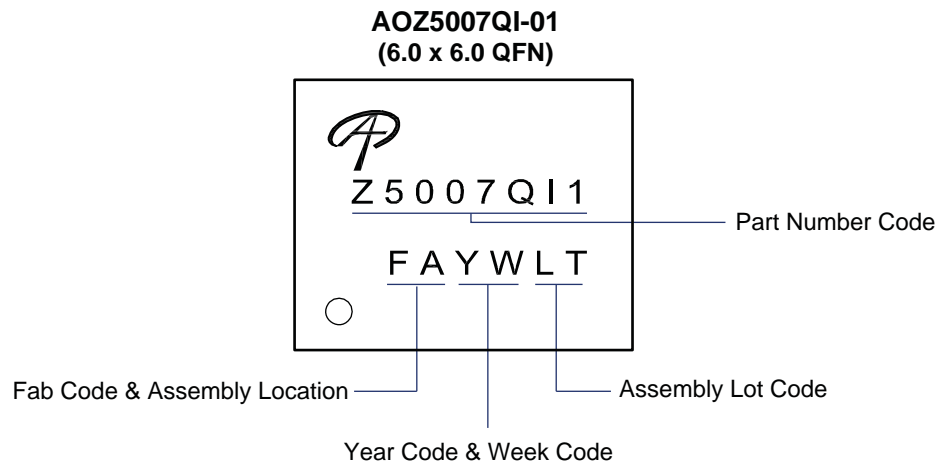 AOZ5007QI-01
(6.0 x 6.0 QFN)
Z5007QI1
Part Number Code
FAYWLT
Fab Code & Assembly Location
Assembly Lot Code
Year Code & Week Code